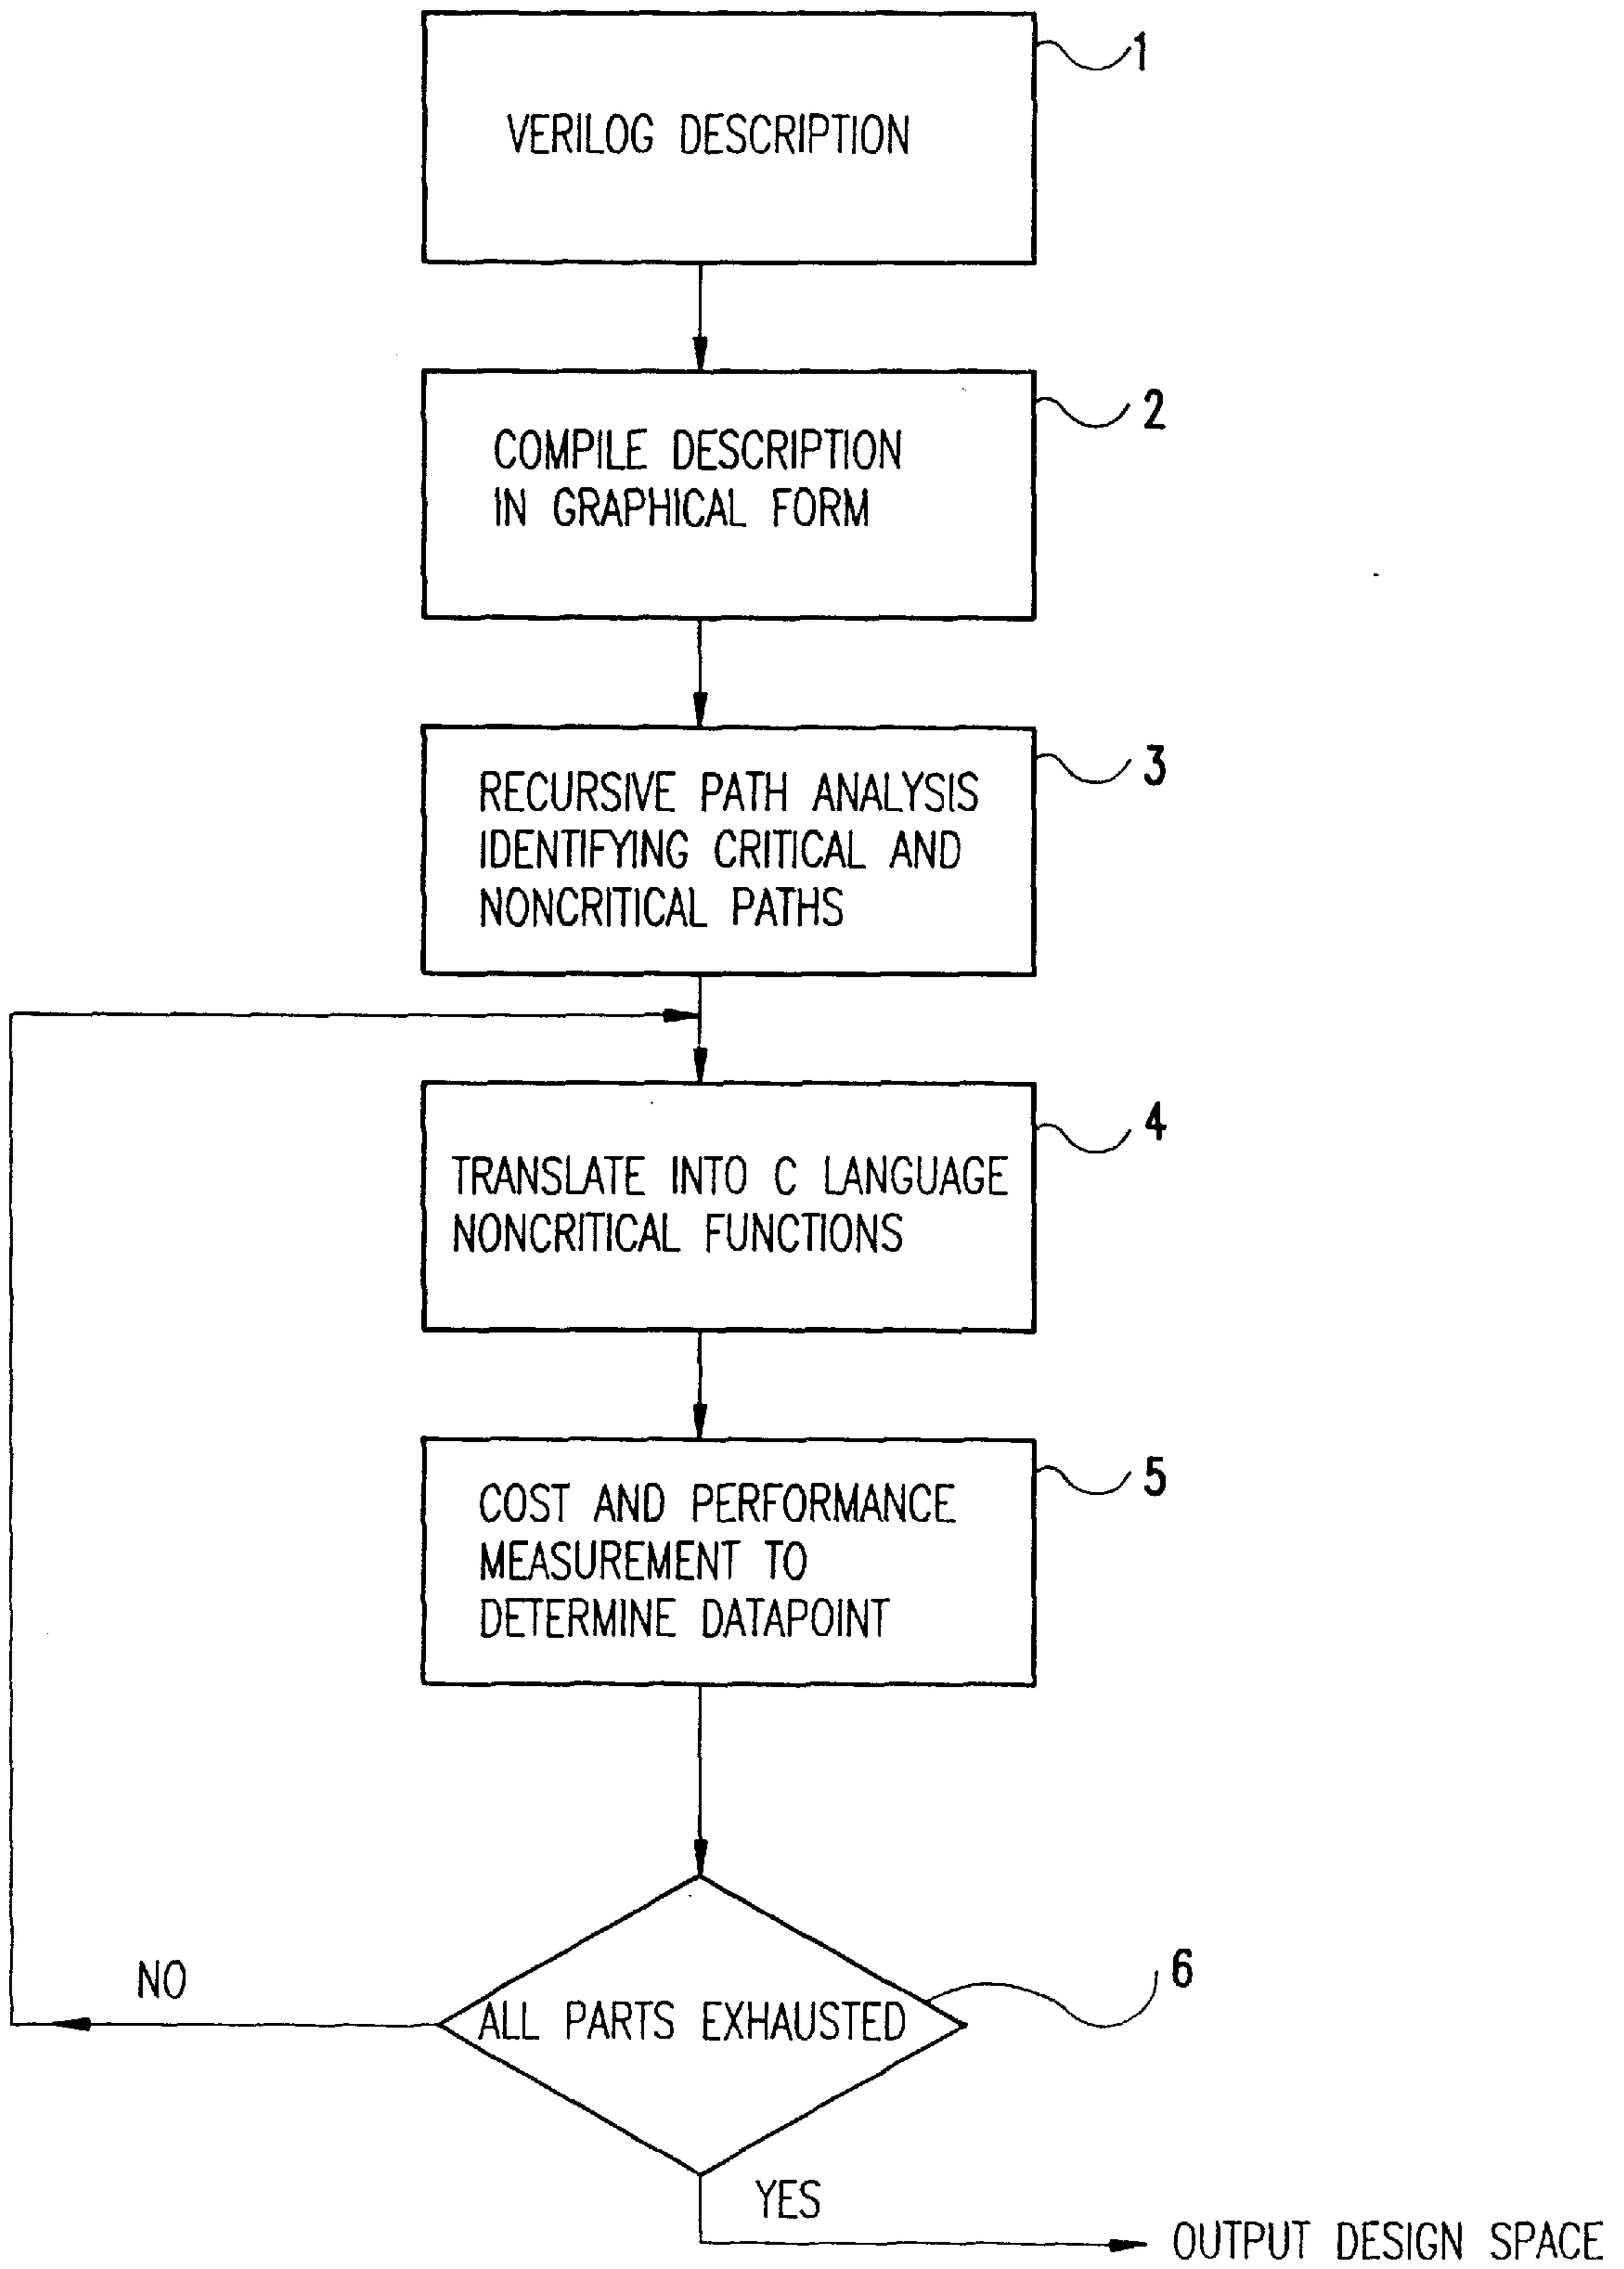 1
VERILOG DESCRIPTION
2
COMPILE DESCRIPTION
IN GRAPHICAL FORM
3
RECURSIVE PATH ANALYSIS
IDENTIFYING CRITICAL AND
NONCRITICAL PATHS
4
TRANSLATE INTO C LANGUAGE
NONCRITICAL FUNCTIONS
5
COST AND PERFORMANCE
MEASUREMENT TO
DETERMINE DATAPOINT
6
NO
ALL PARTS EXHAUSTED
YES
OUTPUT DESIGN SPACE